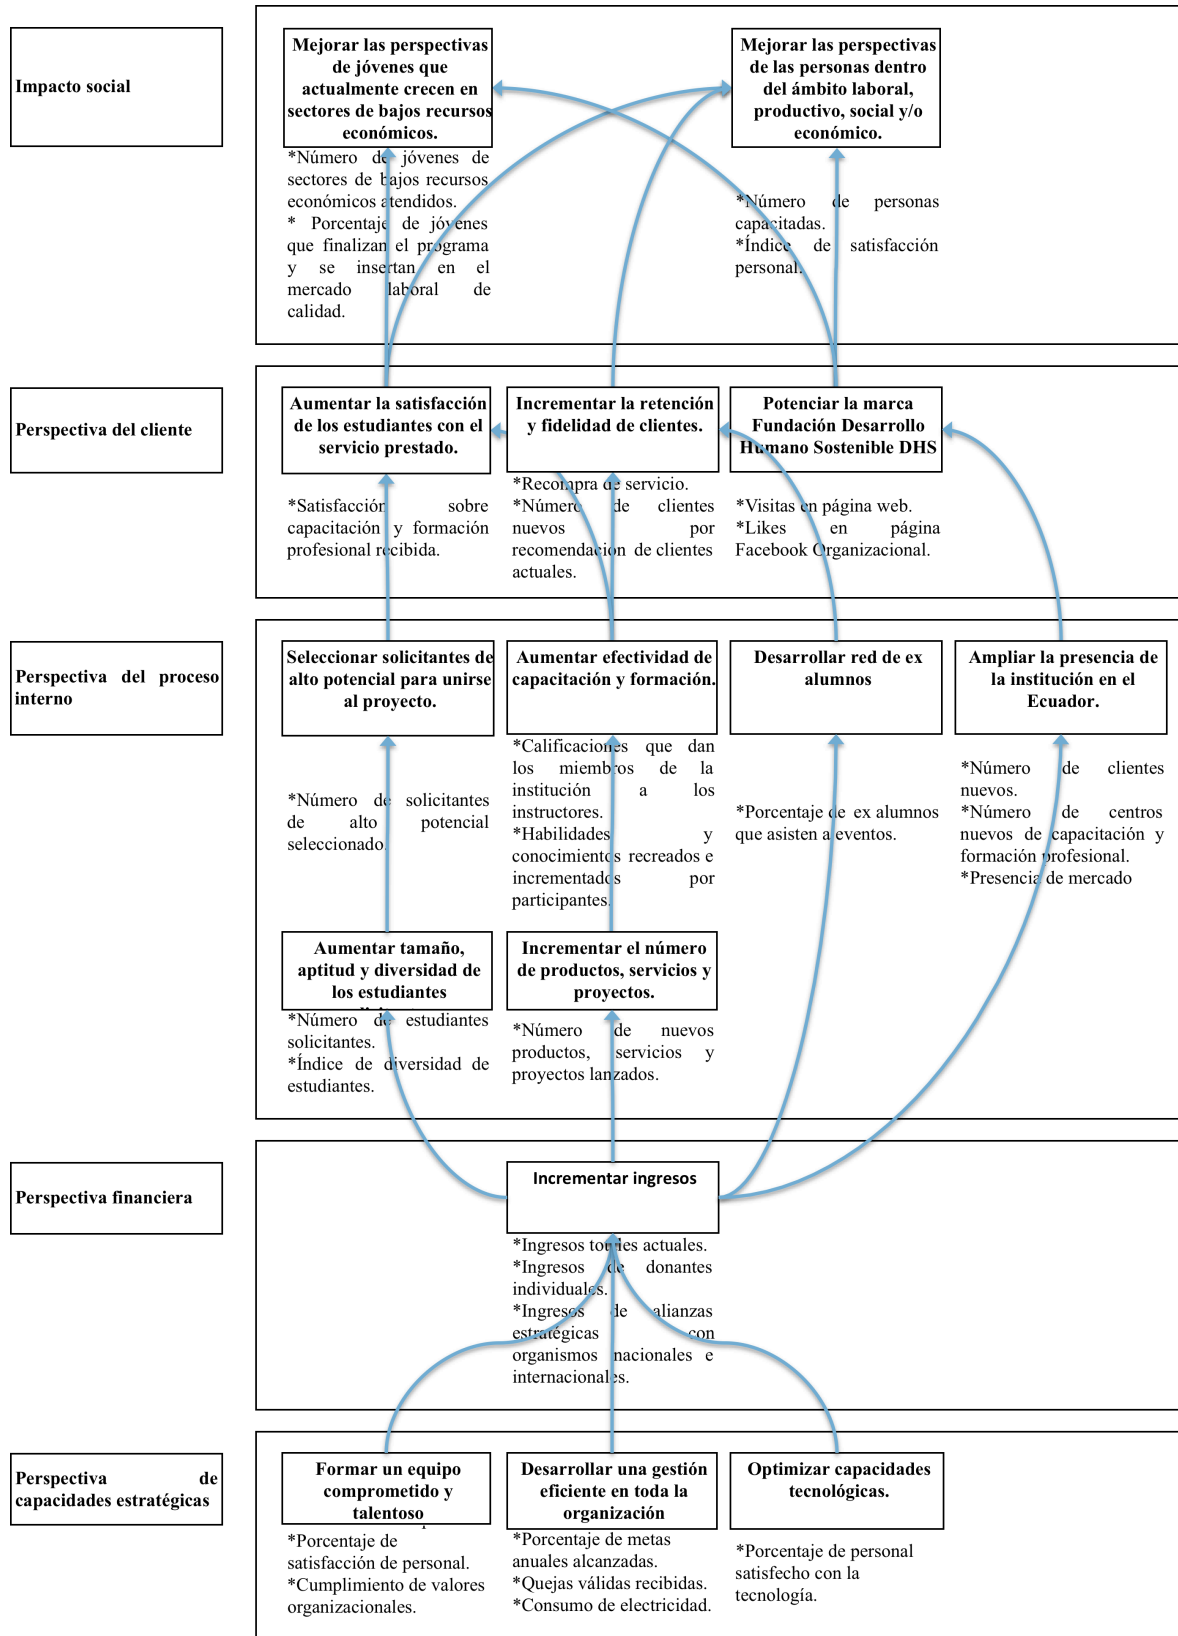 Impacto social
Mejorar las perspectivas
de jóvenes que
actualmente crecen en
sectores de bajos recursos
económicos.
*Número de jóvenes de
sectores de bajos recursos
económicos atendidos.
* Porcentaje de jóvenes
que finalizan el programa
y se insertan en el
mercado laboral de
calidad.
Mejorar las perspectivas
de las personas dentro
del ámbito laboral,
productivo, social y/o
económico.
*Número de personas
capacitadas.
*Índice de satisfacción
personal.
Perspectiva del cliente
Aumentar la satisfacción
de los estudiantes con el
servicio prestado.
*Satisfacción sobre
capacitación y formación
profesional recibida.
Incrementar la retención
y fidelidad de clientes.
*Recompra de servicio.
*Número de clientes
nuevos por
recomendación de clientes
actuales.
Potenciar la marca
Fundación Desarrollo
Humano Sostenible DHS
*Visitas en página web.
*Likes en página
Facebook Organizacional.
Perspectiva del proceso
interno
Seleccionar solicitantes de
alto potencial para unirse
al proyecto.
*Número de solicitantes
de alto potencial
seleccionado.
Aumentar efectividad de
capacitación y formación.
*Calificaciones que dan
los miembros de la
institución a los
instructores.
*Habilidades y
conocimientos recreados e
incrementados por
participantes.
Desarrollar red de ex
alumnos
*Porcentaje de ex alumnos
que asisten a eventos.
Ampliar la presencia de
la institución en el
Ecuador.
*Número de clientes
nuevos.
*Número de centros
nuevos de capacitación y
formación profesional.
*Presencia de mercado
Aumentar tamaño,
aptitud y diversidad de
los estudiantes
*Número de estudiantes
solicitantes.
*Índice de diversidad de
estudiantes.
Incrementar el número
de productos, servicios y
proyectos.
*Número de nuevos
productos, servicios y
proyectos lanzados.
Perspectiva financiera
Incrementar ingresos
*Ingresos totales actuales.
*Ingresos de donantes
individuales.
*Ingresos de alianzas
estratégicas con
organismos nacionales e
internacionales.
Perspectiva de
capacidades estratégicas
Formar un equipo
comprometido y
talentoso
*Porcentaje de
satisfacción de personal.
*Cumplimiento de valores
organizacionales.
Desarrollar una gestión
eficiente en toda la
organización
*Porcentaje de metas
anuales alcanzadas.
*Quejas válidas recibidas.
*Consumo de electricidad.
Optimizar capacidades
tecnológicas.
*Porcentaje de personal
satisfecho con la
tecnología.